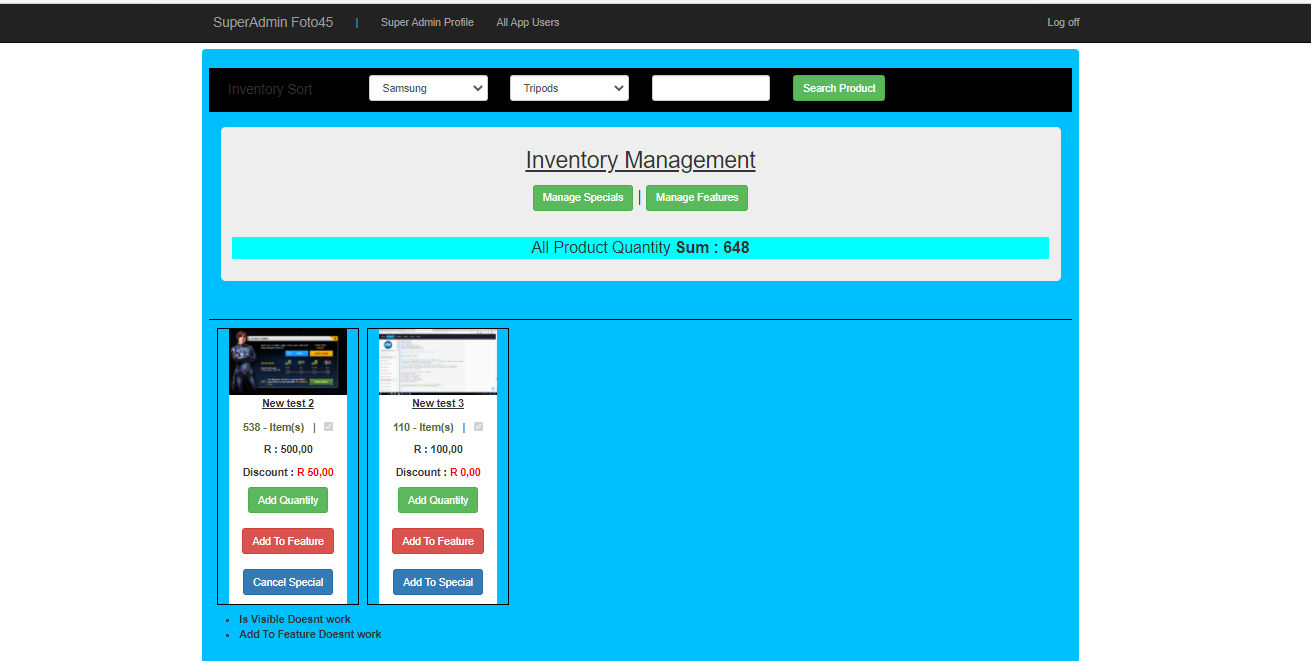 SuperAdmin Foto45 | Super Admin Profile All App Users Log off
Inventory Sort Samsung Tripods Search Product
Inventory Management
Manage Specials | Manage Features
All Product Quantity Sum : 648
New test 2
538 - Item(s) |
R : 500,00
Discount : R 50,00
Add Quantity
Add To Feature
Cancel Special
New test 3
110 - Item(s) |
R : 100,00
Discount : R 0,00
Add Quantity
Add To Feature
Add To Special
• Is Visible Doesnt work
• Add To Feature Doesnt work